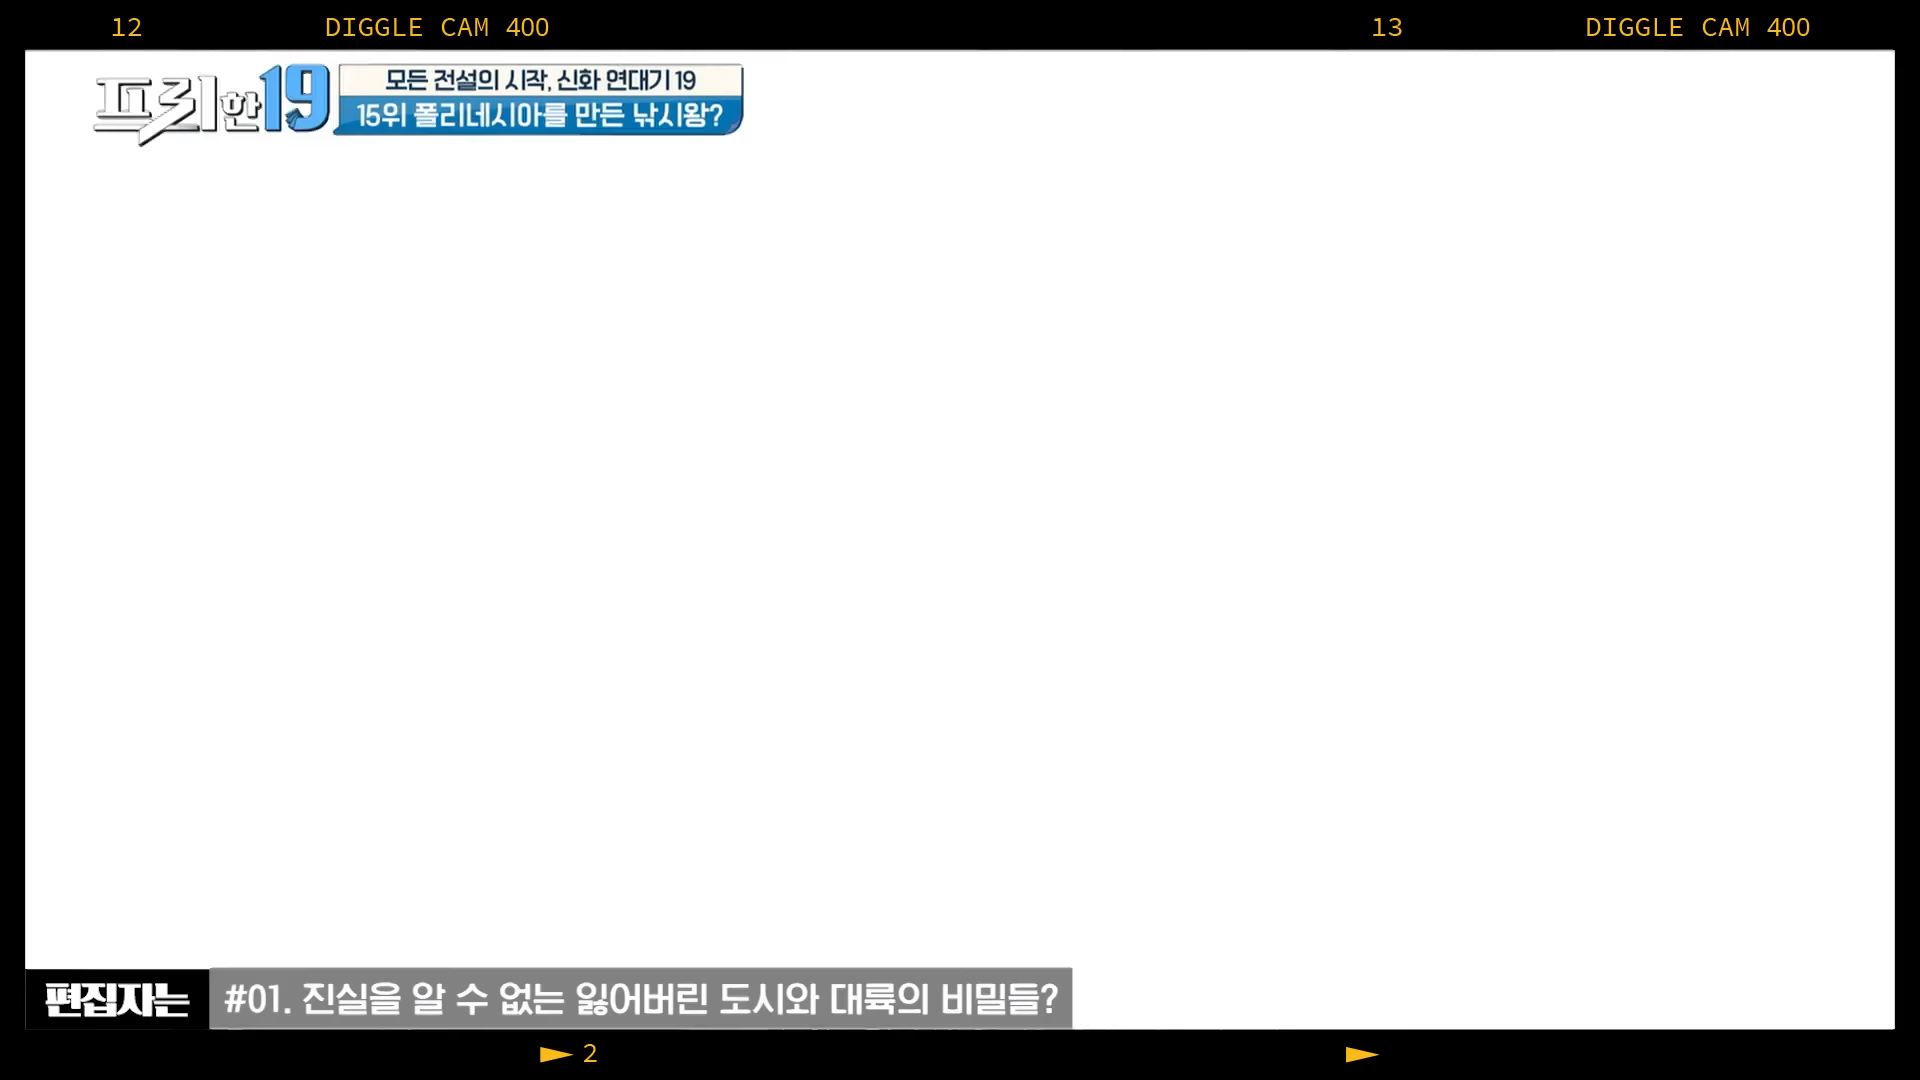 12 DIGGLE CAM 400 13 DIGGLE CAM 400
프리한19
모든 전설의 시작, 신화 연대기 19
15위 폴리네시아를 만든 낚시왕?
편집자는 #01. 진실을 알 수 없는 잃어버린 도시와 대륙의 비밀들?
2